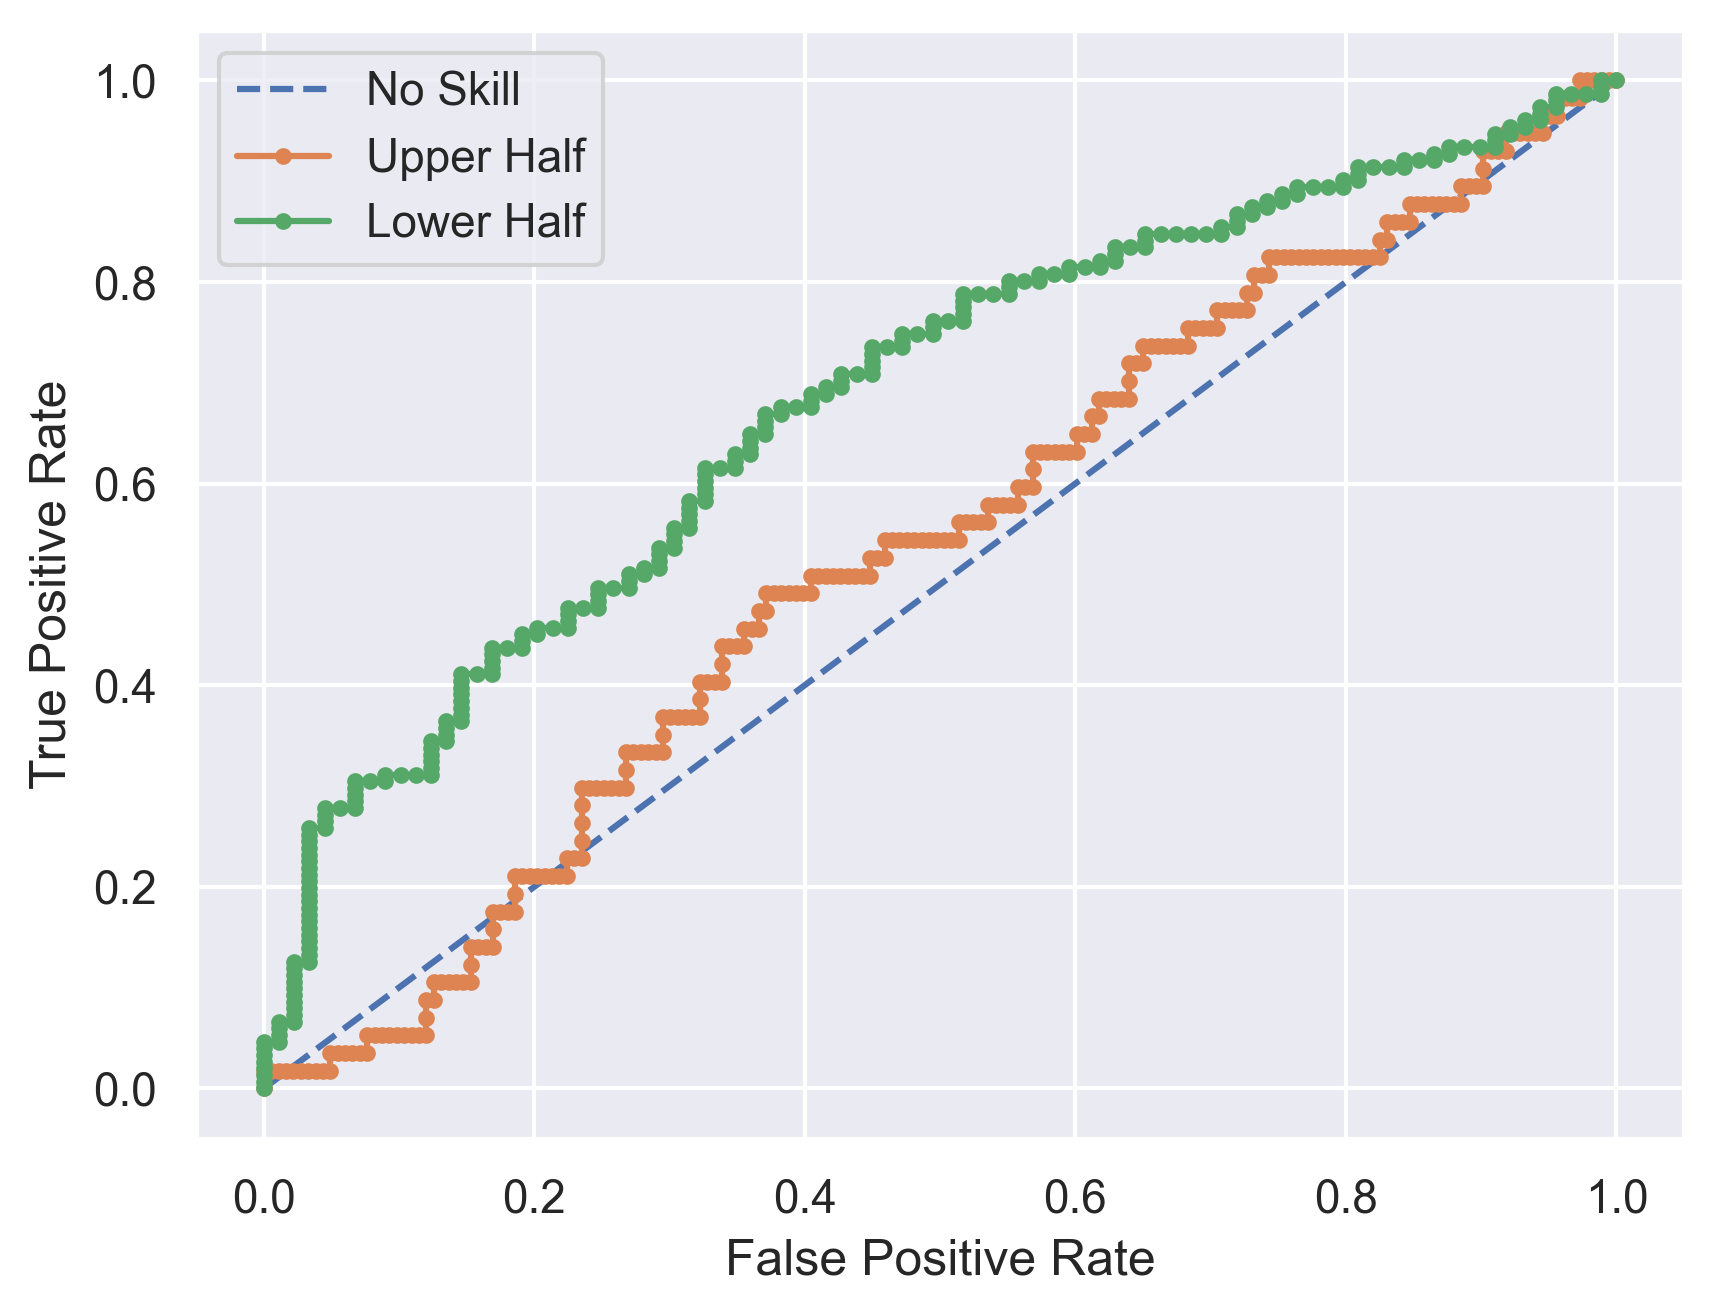 No Skill
Upper Half
Lower Half
1.0
0.8
0.6
0.4
0.2
0.0
True Positive Rate
0.0 0.2 0.4 0.6 0.8 1.0
False Positive Rate